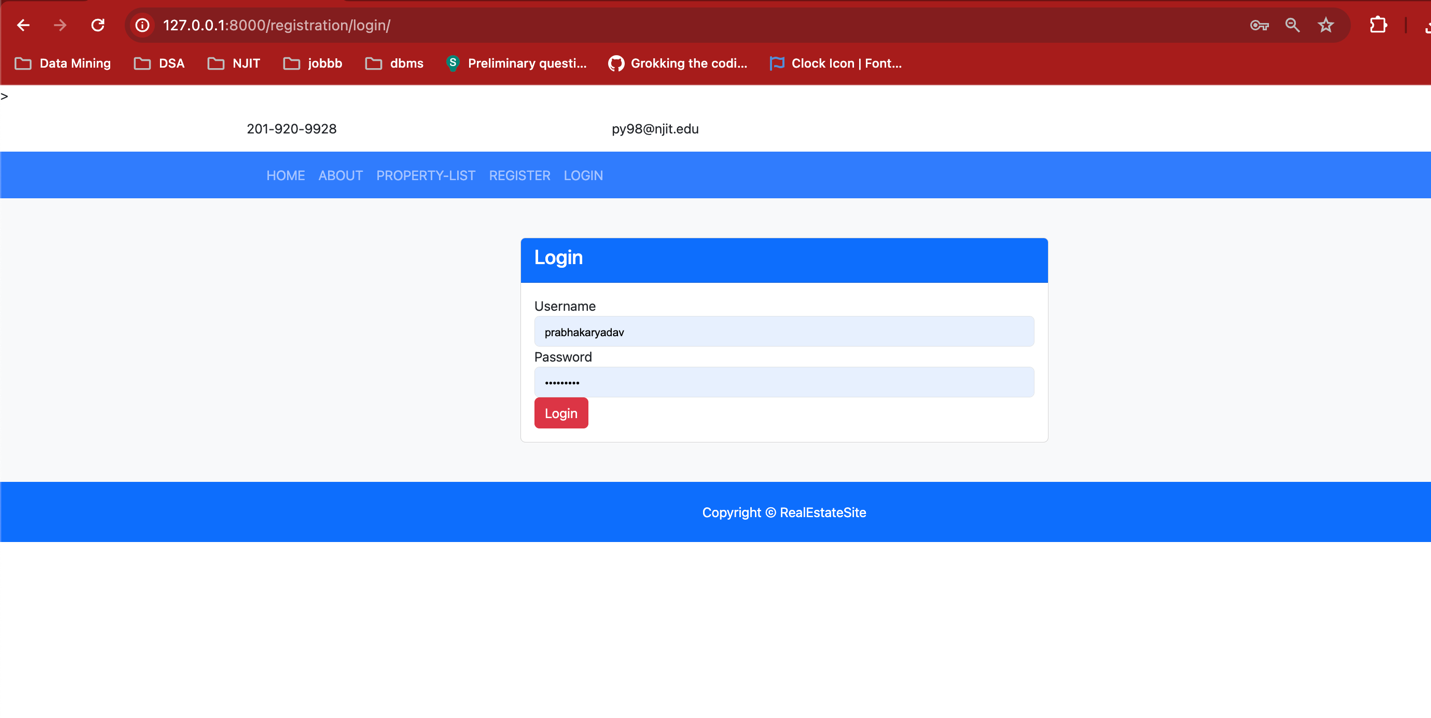 127.0.0.1:8000/registration/login/
Data Mining DSA NJIT jobbb dbms S Preliminary questi... Grokking the codi... Clock Icon | Font...
>
201-920-9928 py98@njit.edu
HOME ABOUT PROPERTY-LIST REGISTER LOGIN
Login
Username
prabhakaryadav
Password
•••••••••
Login
Copyright © RealEstateSite